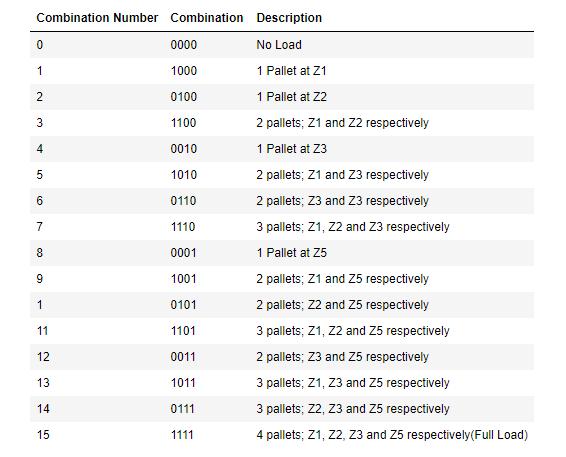 Combination Number Combination Description
0 0000 No Load
1 1000 1 Pallet at Z1
2 0100 1 Pallet at Z2
3 1100 2 pallets; Z1 and Z2 respectively
4 0010 1 Pallet at Z3
5 1010 2 pallets; Z1 and Z3 respectively
6 0110 2 pallets; Z3 and Z3 respectively
7 1110 3 pallets; Z1, Z2 and Z3 respectively
8 0001 1 Pallet at Z5
9 1001 2 pallets; Z1 and Z5 respectively
1 0101 2 pallets; Z2 and Z5 respectively
11 1101 3 pallets; Z1, Z2 and Z5 respectively
12 0011 2 pallets; Z3 and Z5 respectively
13 1011 3 pallets; Z1, Z3 and Z5 respectively
14 0111 3 pallets; Z2, Z3 and Z5 respectively
15 1111 4 pallets; Z1, Z2, Z3 and Z5 respectively(Full Load)